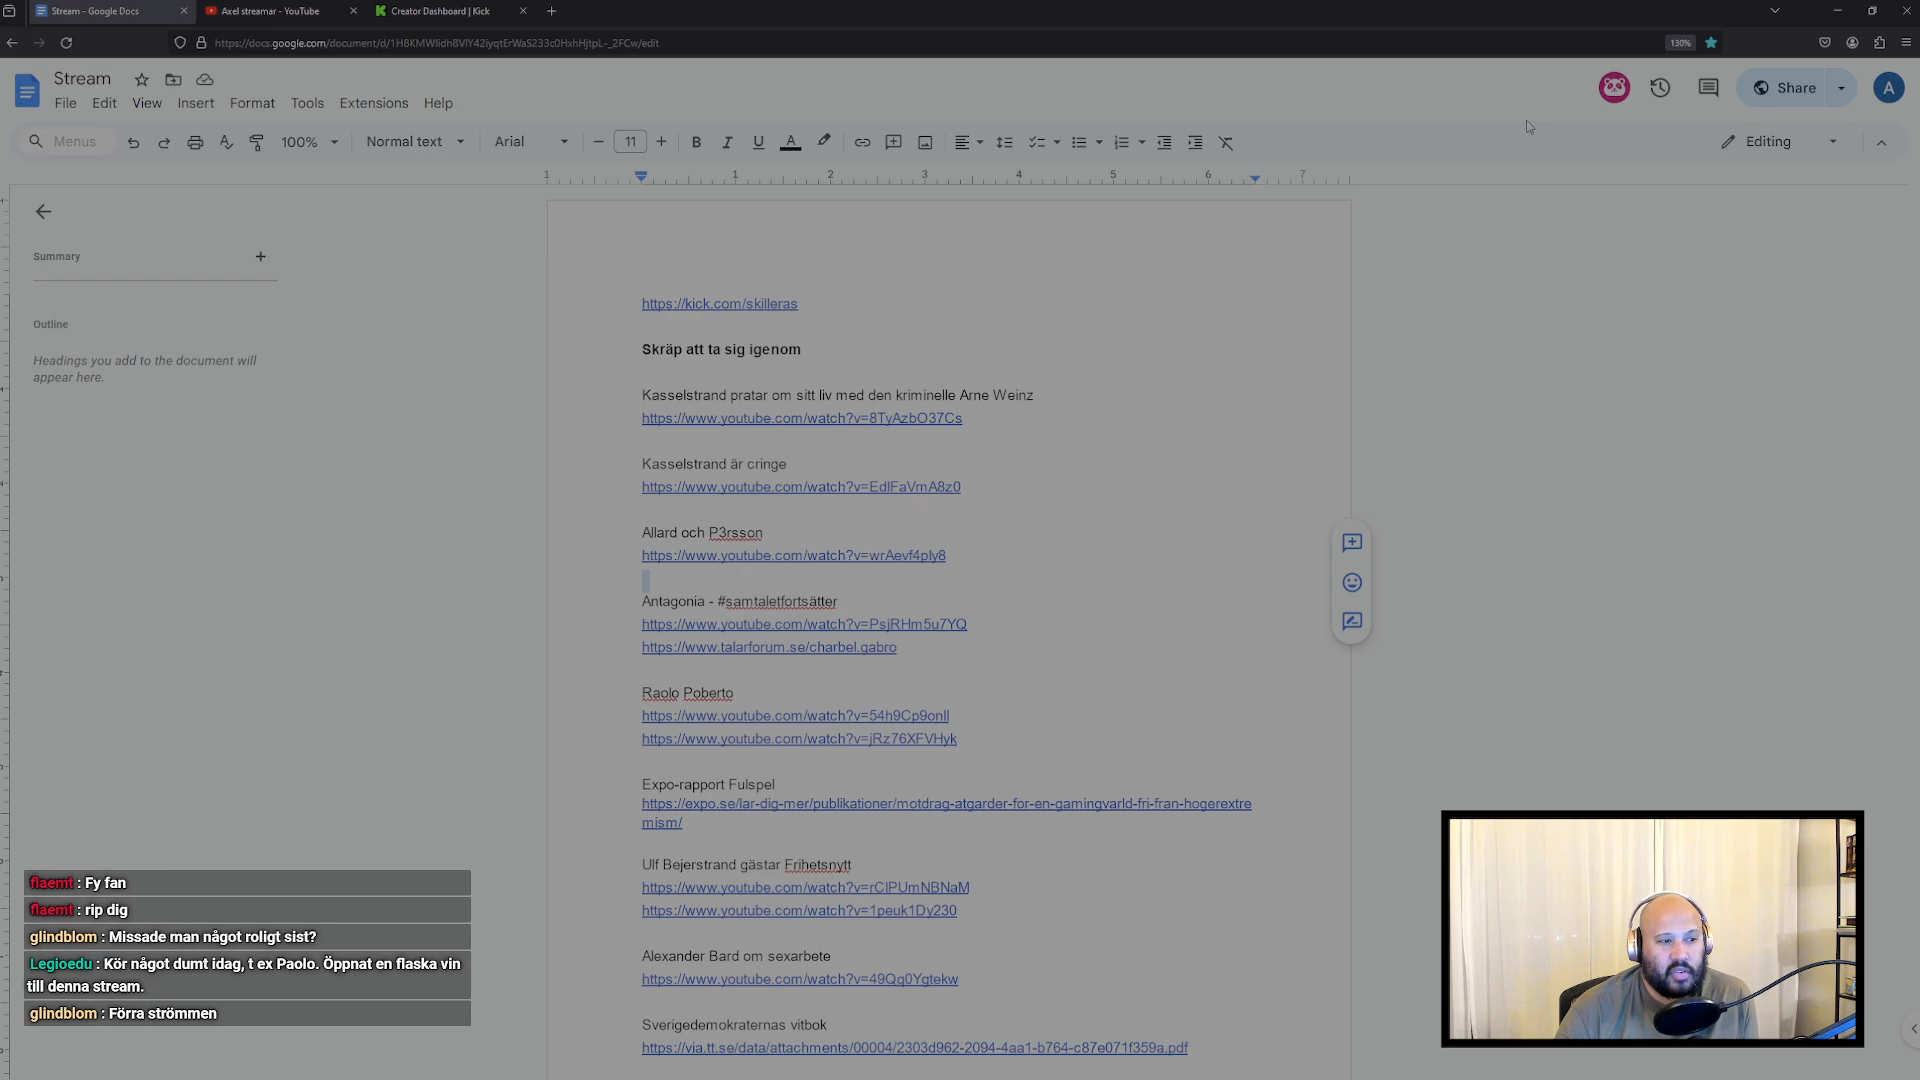 Stream - Google Docs
Axel streamar - YouTube
Creator Dashboard | Kick
https://docs.google.com/document/d/1H8KMWlidhBVlY42iyqtErWaS233c0HxhHjtpL-_2FCw/edit
130%
Stream
File Edit View Insert Format Tools Extensions Help
Share
A
Menus
100%
Normal text
Arial
11
B I U A
Editing
1 1 2 3 4 5 6 7
Summary
Outline
Headings you add to the document will
appear here.
https://kick.com/skilleras
Skräp att ta sig igenom
Kasselstrand pratar om sitt liv med den kriminelle Arne Weinz
https://www.youtube.com/watch?v=8TyAzbO37Cs
Kasselstrand är cringe
https://www.youtube.com/watch?v=EdlFaVmA8z0
Allard och P3rsson
https://www.youtube.com/watch?v=wrAevf4ply8
Antagonia - #samtaletfortsätter
https://www.youtube.com/watch?v=PsjRHm5u7YQ
https://www.talarforum.se/charbel.gabro
Raolo Poberto
https://www.youtube.com/watch?v=54h9Cp9onlI
https://www.youtube.com/watch?v=jRz76XFVHyk
Expo-rapport Fulspel
https://expo.se/lar-dig-mer/publikationer/motdrag-atgarder-for-en-gamingvarld-fri-fran-hogerextre
mism/
Ulf Bejerstrand gästar Frihetsnytt
https://www.youtube.com/watch?v=rClPUmNBNaM
https://www.youtube.com/watch?v=1peuk1Dy230
Alexander Bard om sexarbete
https://www.youtube.com/watch?v=49Qq0Ygtekw
Sverigedemokraternas vitbok
https://via.tt.se/data/attachments/00004/2303d962-2094-4aa1-b764-c87e071f359a.pdf
flaemt : Fy fan
flaemt : rip dig
glindblom : Missade man något roligt sist?
Legioedu : Kör något dumt idag, t ex Paolo. Öppnat en flaska vin
till denna stream.
glindblom : Förra strömmen